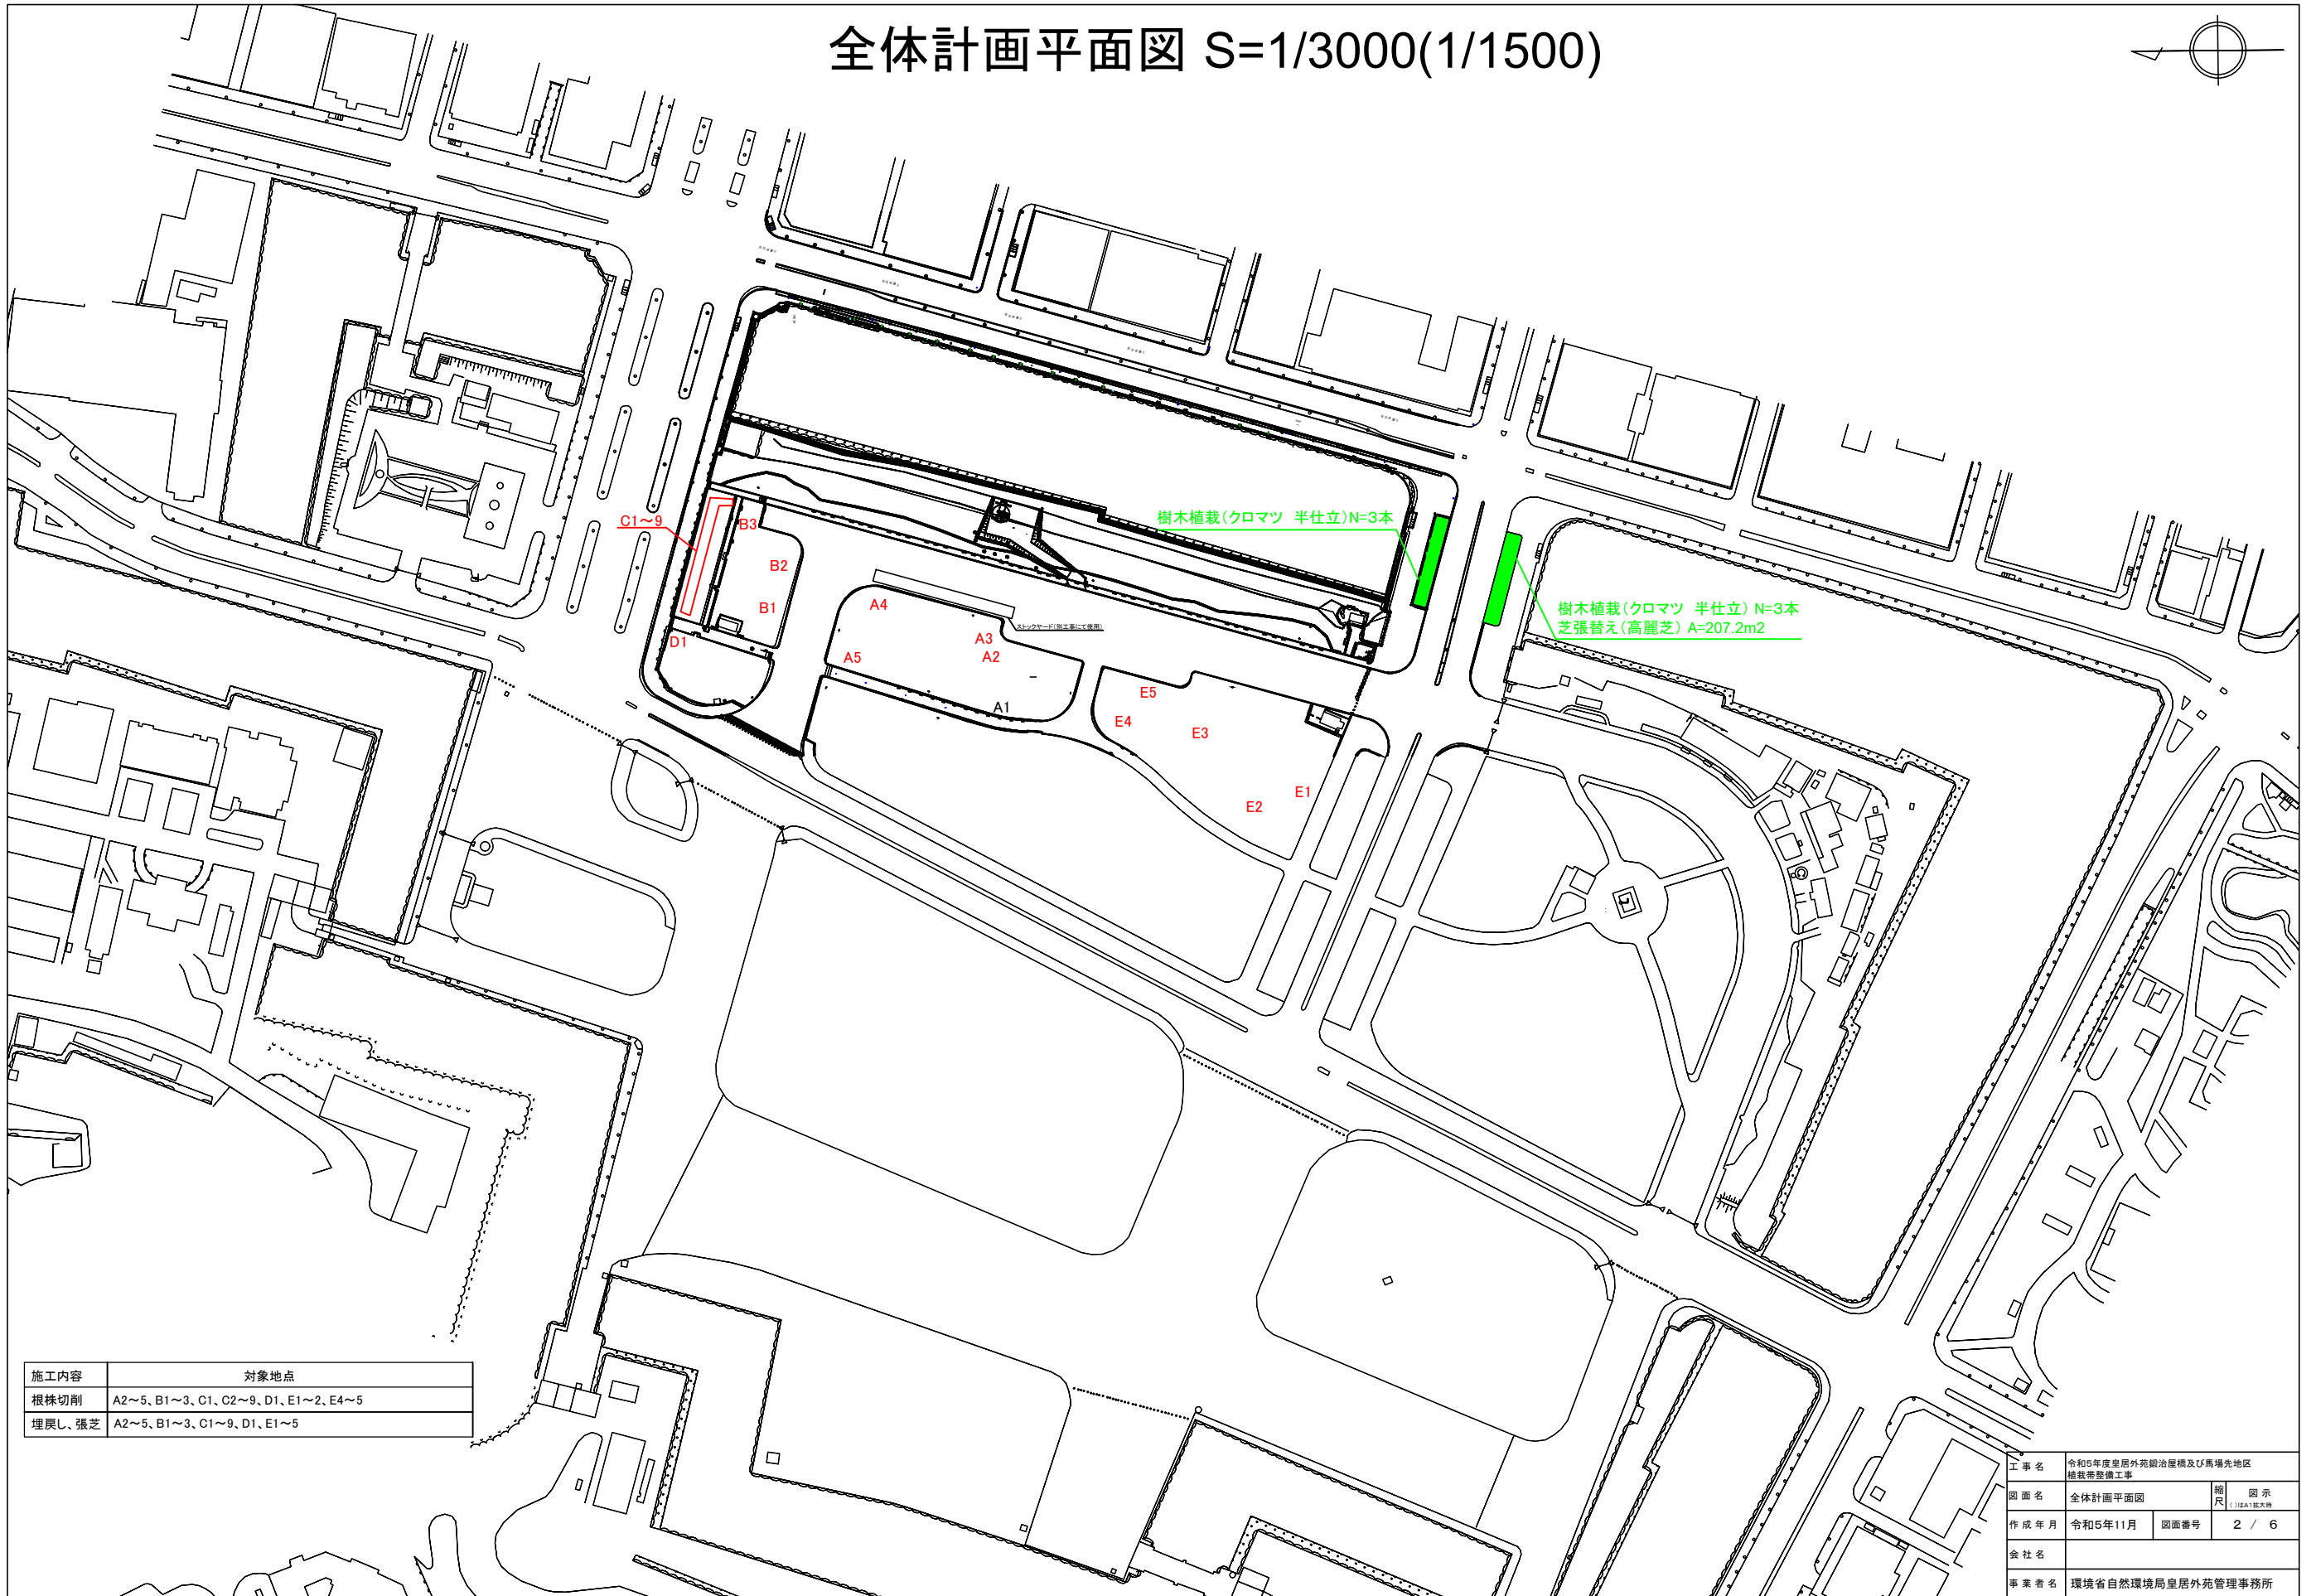 全体計画平面図 S=1/3000(1/1500)
C1～9
B3
樹木植栽(クロマツ 半仕立)N=3本
B2
B1
A4
樹木植栽(クロマツ 半仕立) N=3本
芝張替え(高麗芝) A=207.2m2
ストックヤード(別工事にて使用)
D1
A3
A2
A5
E5
A1
E4
E3
E1
E2
施工内容 対象地点
根株切削 A2～5、B1～3、C1、C2～9、D1、E1～2、E4～5
埋戻し、張芝 A2～5、B1～3、C1～9、D1、E1～5
工事名 令和5年度皇居外苑鍛冶屋橋及び馬場先地区
植栽帯整備工事
図面名 全体計画平面図 縮尺 図示
( )はA1拡大時
作成年月 令和5年11月 図面番号 2 / 6
会社名
事業者名 環境省自然環境局皇居外苑管理事務所